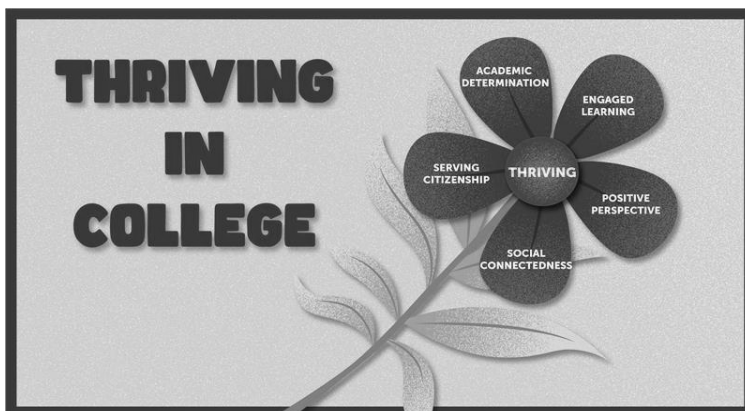 THRIVING
IN
COLLEGE
ACADEMIC
DETERMINATION
ENGAGED
LEARNING
SERVING
CITIZENSHIP
THRIVING
POSITIVE
PERSPECTIVE
SOCIAL
CONNECTEDNESS